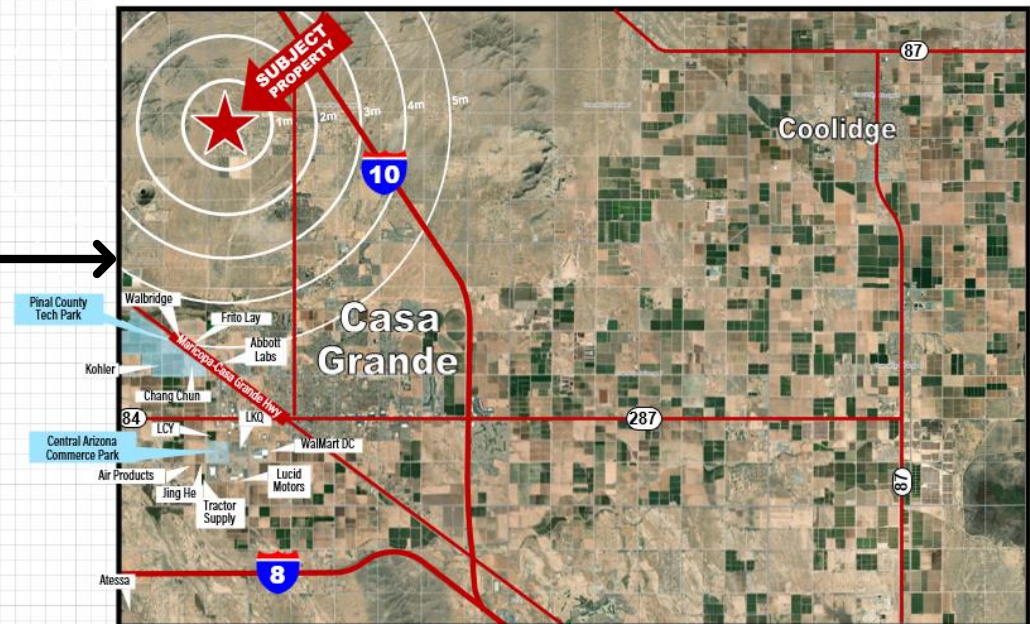 SUBJECT
PROPERTY
1m
2m
3m
4m
5m
87
Coolidge
10
Casa
Grande
Pinal County
Tech Park
Walbridge
Frito Lay
Abbott
Labs
Maricopa-Casa Grande Hwy
Kohler
Chang Chun
84
LKQ
287
LCY
Central Arizona
Commerce Park
WalMart DC
Air Products
Jing He
Tractor
Supply
Lucid
Motors
87
8
Atessa